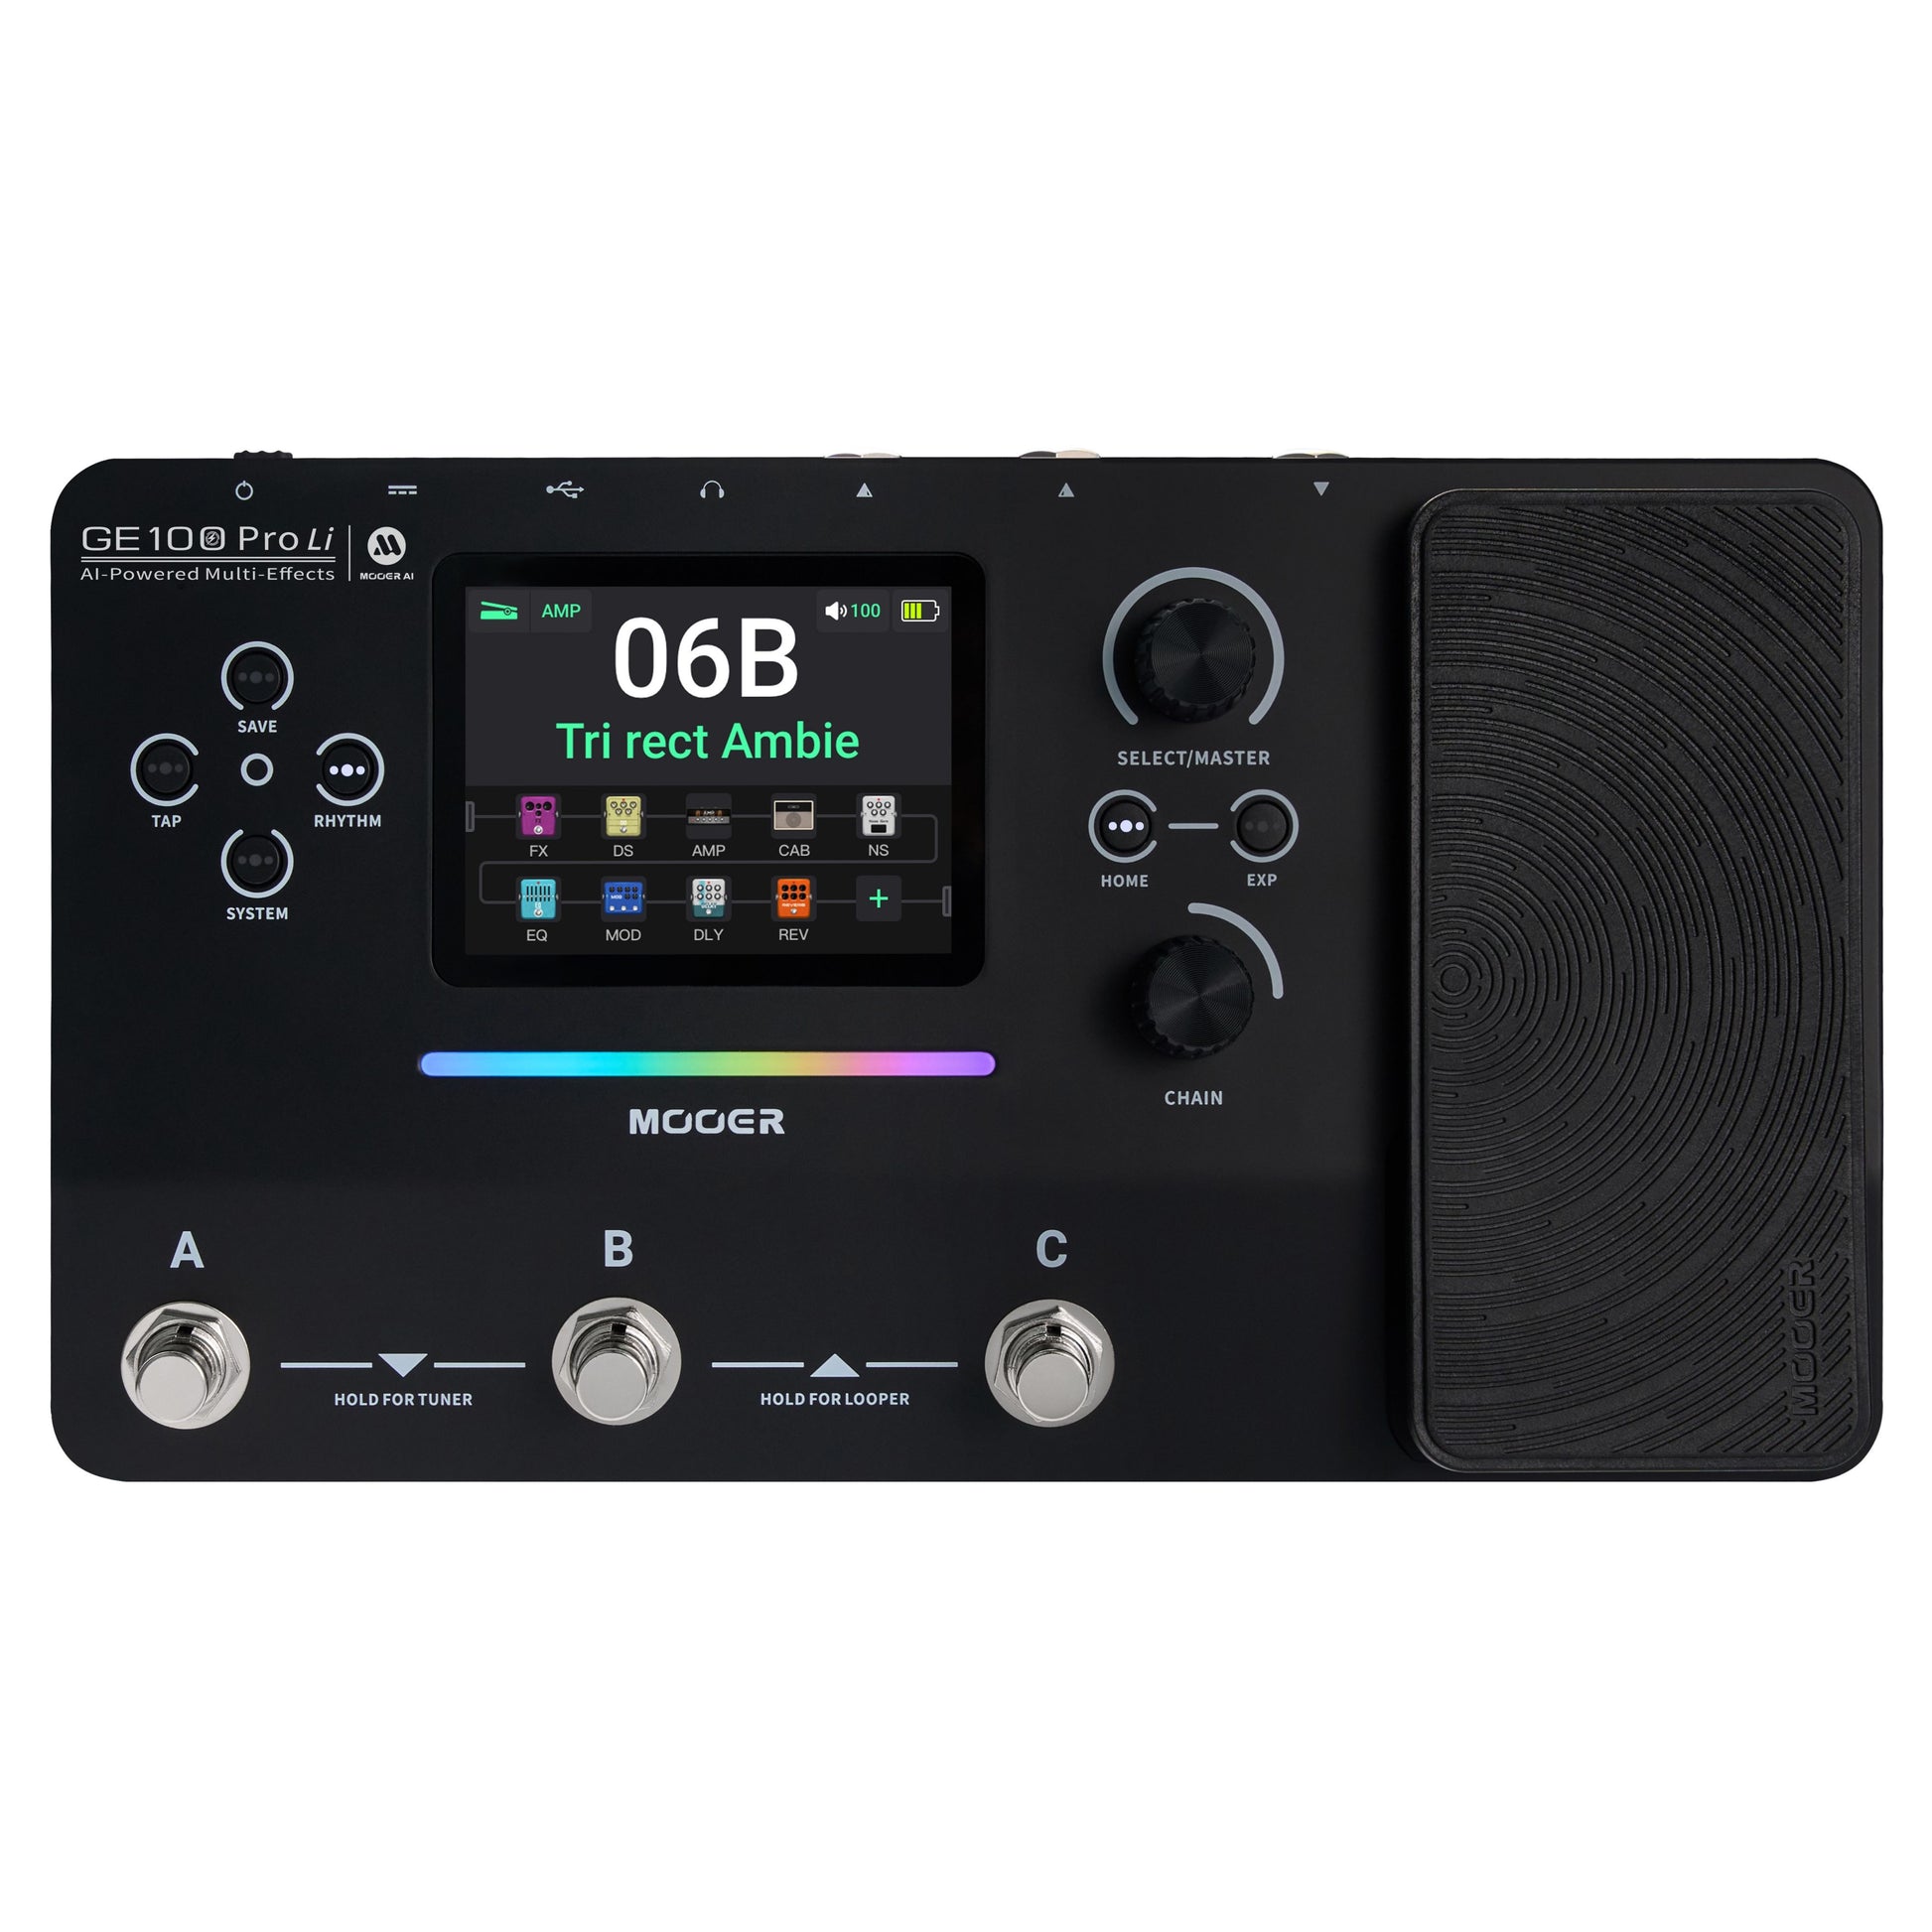 GE100 Pro Li
AI-Powered Multi-Effects
MOOER AI
SAVE
TAP
RHYTHM
SYSTEM
AMP
100
06B
Tri rect Ambie
FX DS AMP CAB NS
EQ MOD DLY REV
SELECT/MASTER
HOME
EXP
CHAIN
MOOER
A
B
C
HOLD FOR TUNER
HOLD FOR LOOPER
MOOER